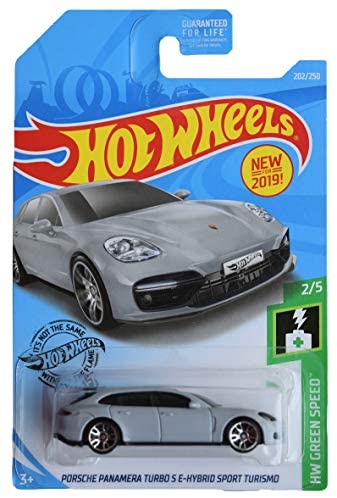 GUARANTEED
FOR LIFE*
202/250
HOT WHEELS
NEW
FOR
2019!
2/5
HW GREEN SPEED™
IT'S NOT THE SAME
HOT WHEELS
3+
PORSCHE PANAMERA TURBO S E-HYBRID SPORT TURISMO